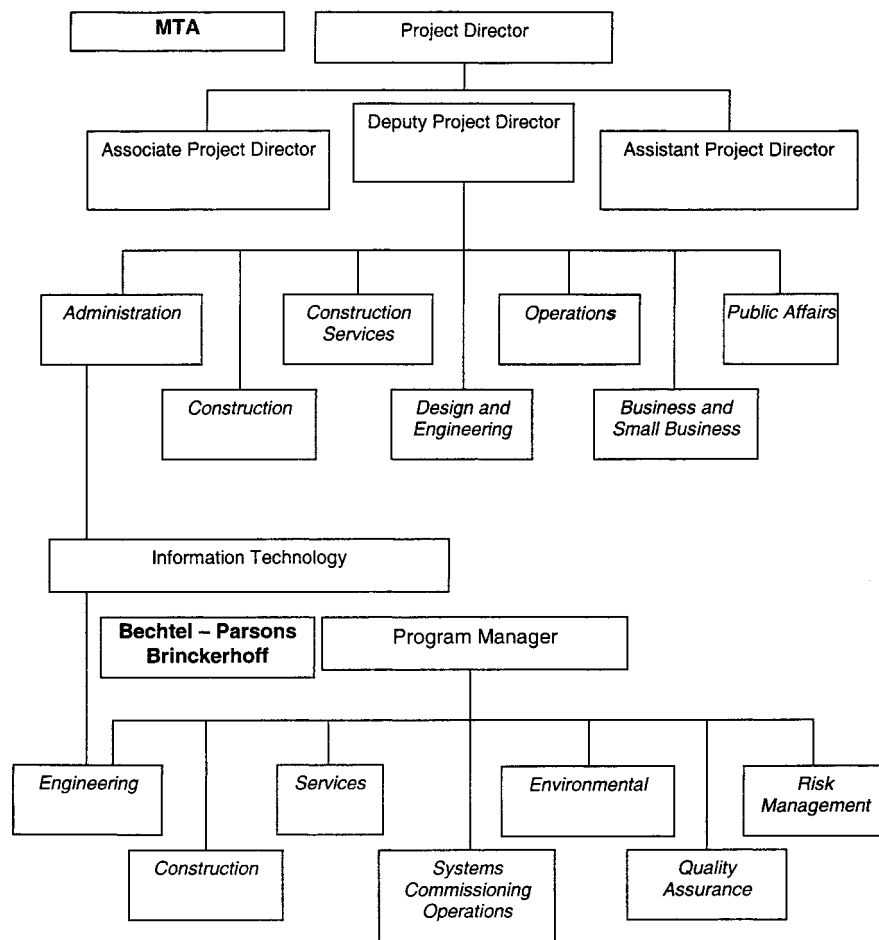 MTA
Project Director
Associate Project Director
Deputy Project Director
Assistant Project Director
Administration
Construction
Services
Operations
Public Affairs
Construction
Design and
Engineering
Business and
Small Business
Information Technology
Bechtel – Parsons
Brinckerhoff
Program Manager
Engineering
Services
Environmental
Risk
Management
Construction
Systems
Commissioning
Operations
Quality
Assurance